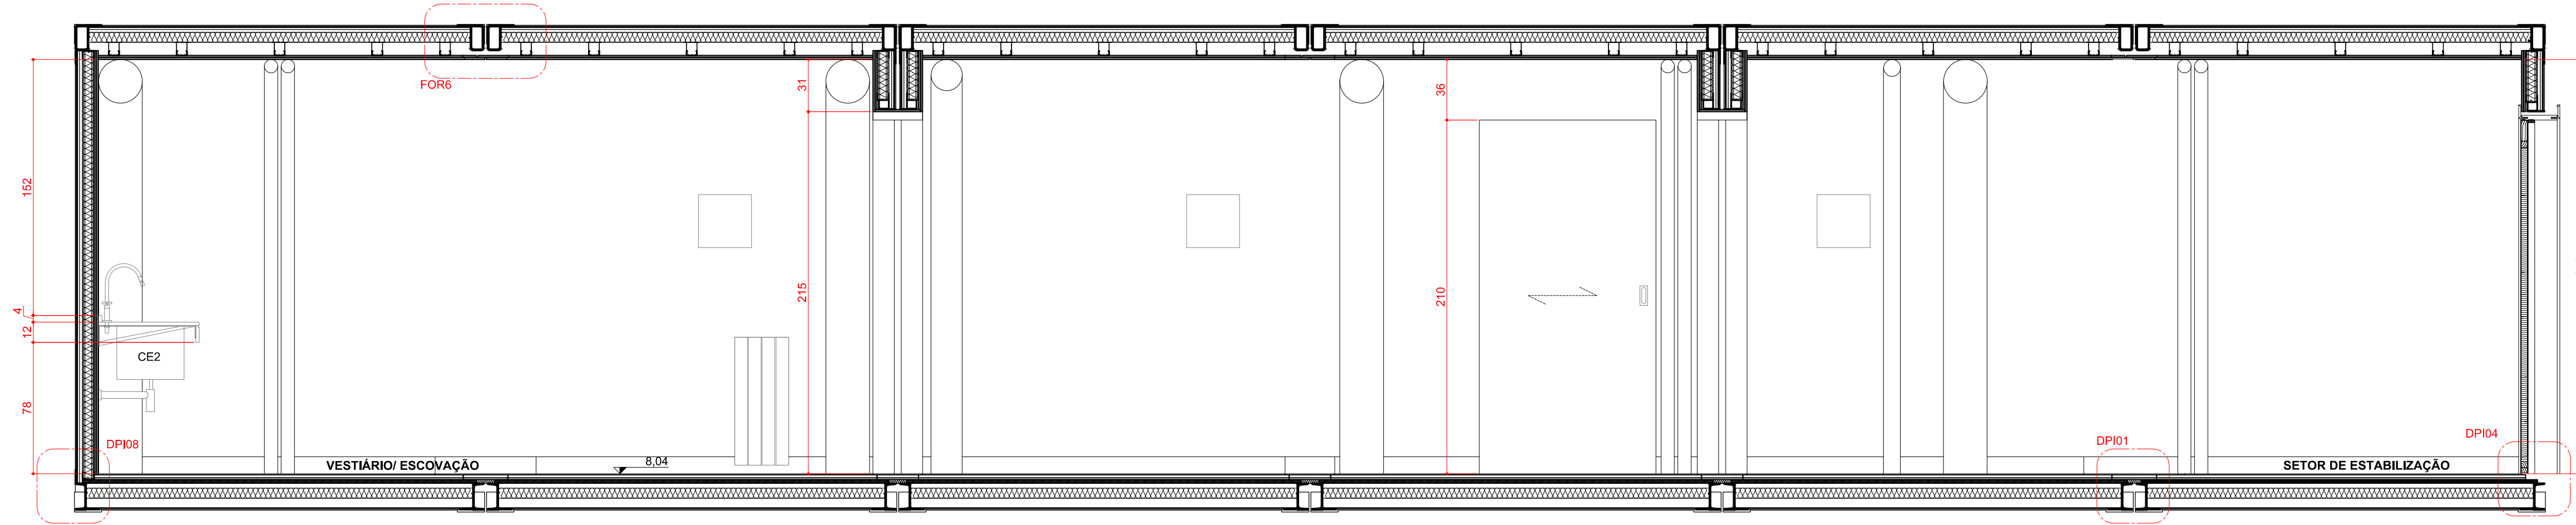 FOR6
31
36
152
215
210
4
12
CE2
78
DPI08
DPI01
DPI04
VESTIÁRIO/ ESCOVAÇÃO
8,04
SETOR DE ESTABILIZAÇÃO